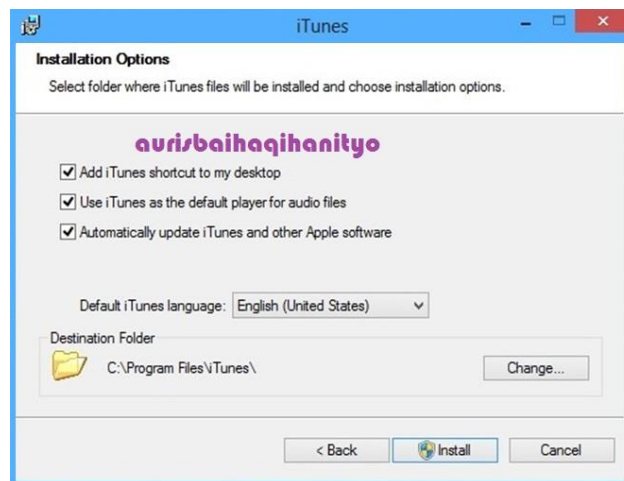 iTunes
Installation Options
Select folder where iTunes files will be installed and choose installation options.
aurisbaihaqihanityo
Add iTunes shortcut to my desktop
Use iTunes as the default player for audio files
Automatically update iTunes and other Apple software
Default iTunes language: English (United States)
Destination Folder
C:\Program Files\iTunes\ Change...
< Back Install Cancel